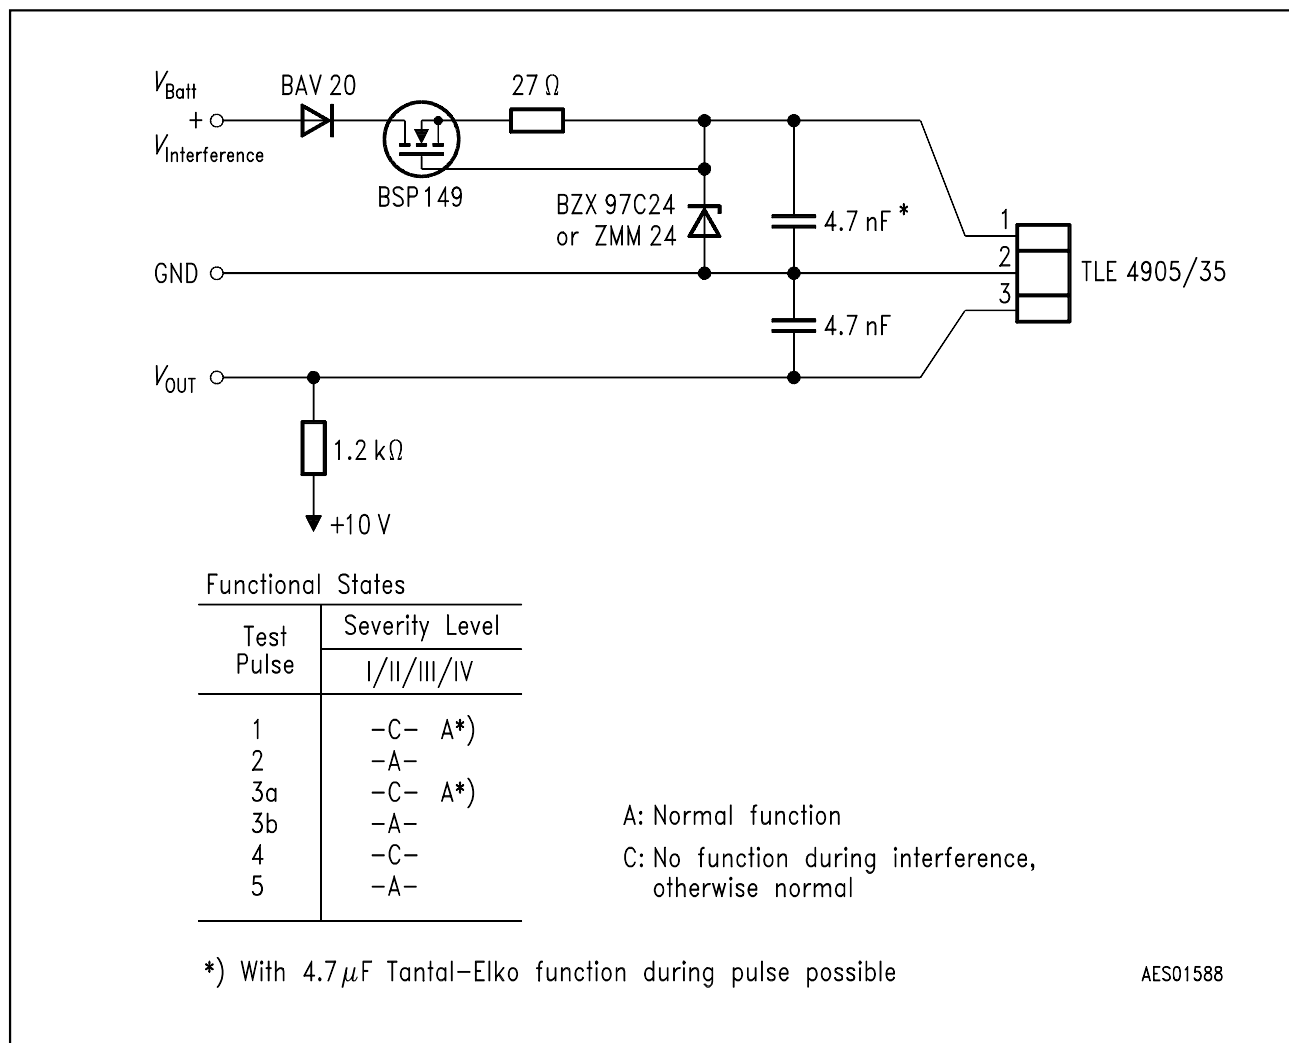 V_Batt
BAV 20
27 Ω
+
V_Interference
BSP149
BZX 97C24
or ZMM 24
4.7 nF *
1
2
3
GND
TLE 4905/35
4.7 nF
V_OUT
1.2 kΩ
+10 V
Functional States
Test Pulse
Severity Level
I/II/III/IV
1 -C- A*)
2 -A-
3a -C- A*)
3b -A-
4 -C-
5 -A-
A: Normal function
C: No function during interference,
otherwise normal
*) With 4.7 μF Tantal-Elko function during pulse possible
AES01588